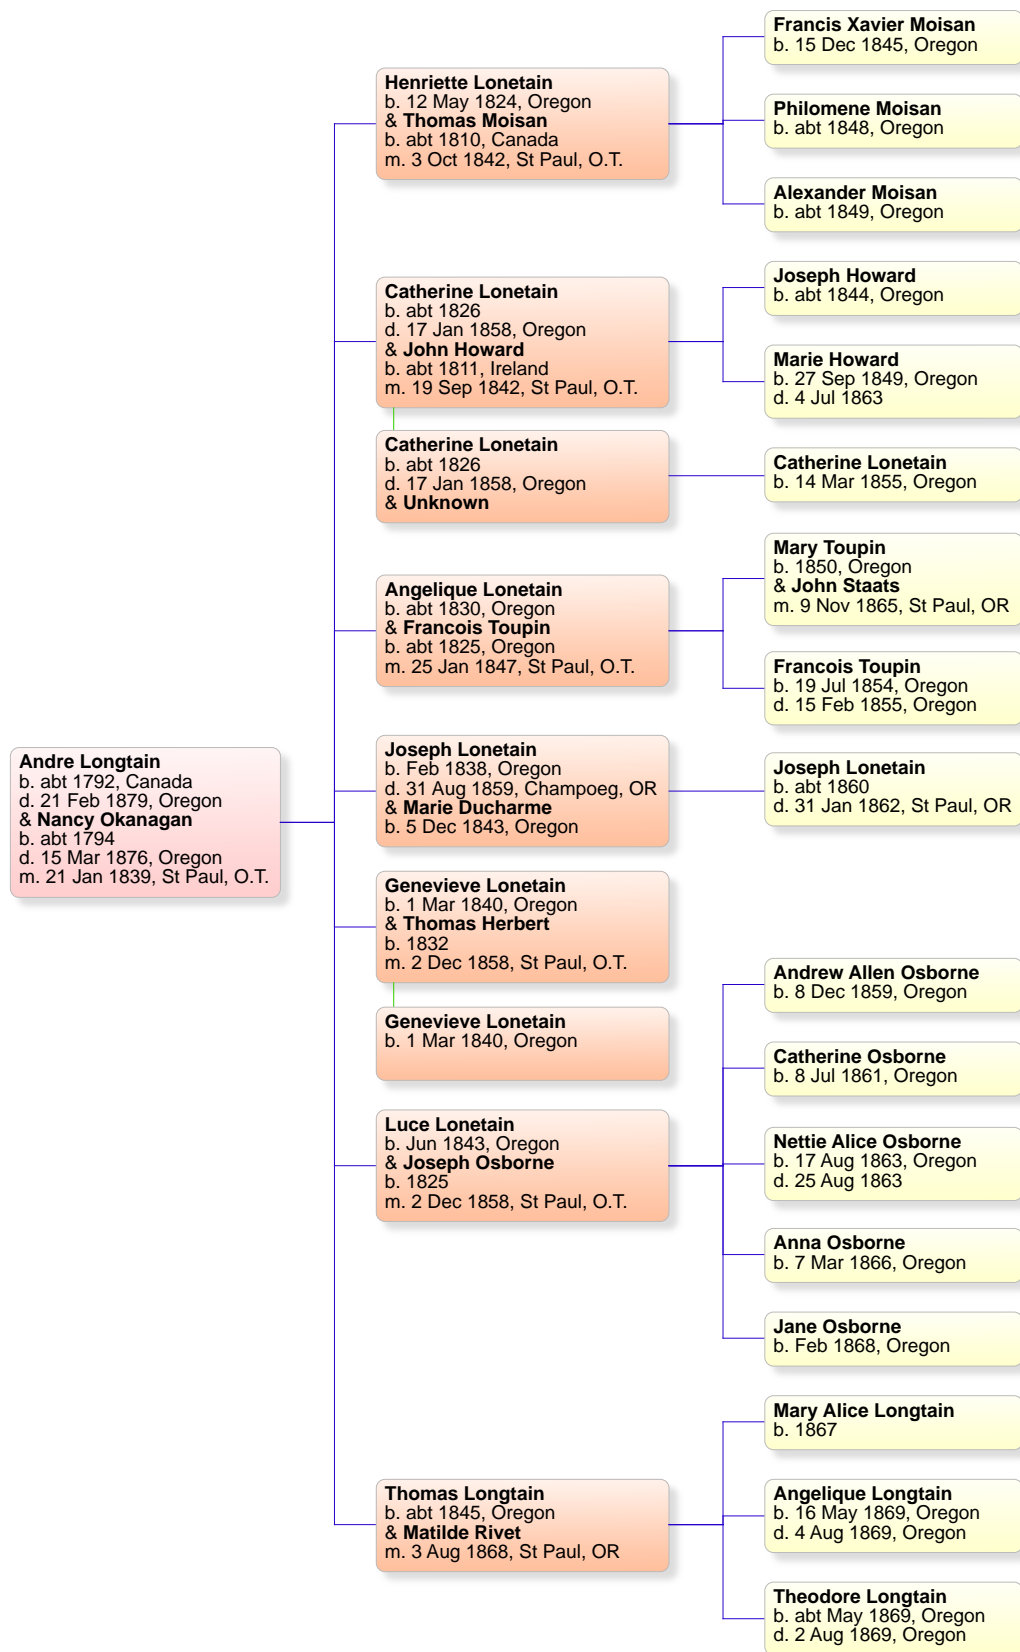 Andre Longtain
b. abt 1792, Canada
d. 21 Feb 1879, Oregon
& Nancy Okanagan
b. abt 1794
d. 15 Mar 1876, Oregon
m. 21 Jan 1839, St Paul, O.T.
Henriette Lonetain
b. 12 May 1824, Oregon
& Thomas Moisan
b. abt 1810, Canada
m. 3 Oct 1842, St Paul, O.T.
Francis Xavier Moisan
b. 15 Dec 1845, Oregon
Philomene Moisan
b. abt 1848, Oregon
Alexander Moisan
b. abt 1849, Oregon
Catherine Lonetain
b. abt 1826
d. 17 Jan 1858, Oregon
& John Howard
b. abt 1811, Ireland
m. 19 Sep 1842, St Paul, O.T.
Joseph Howard
b. abt 1844, Oregon
Marie Howard
b. 27 Sep 1849, Oregon
d. 4 Jul 1863
Catherine Lonetain
b. abt 1826
d. 17 Jan 1858, Oregon
& Unknown
Catherine Lonetain
b. 14 Mar 1855, Oregon
Angelique Lonetain
b. abt 1830, Oregon
& Francois Toupin
b. abt 1825, Oregon
m. 25 Jan 1847, St Paul, O.T.
Mary Toupin
b. 1850, Oregon
& John Staats
m. 9 Nov 1865, St Paul, OR
Francois Toupin
b. 19 Jul 1854, Oregon
d. 15 Feb 1855, Oregon
Joseph Lonetain
b. Feb 1838, Oregon
d. 31 Aug 1859, Champoeg, OR
& Marie Ducharme
b. 5 Dec 1843, Oregon
Joseph Lonetain
b. abt 1860
d. 31 Jan 1862, St Paul, OR
Genevieve Lonetain
b. 1 Mar 1840, Oregon
& Thomas Herbert
b. 1832
m. 2 Dec 1858, St Paul, O.T.
Genevieve Lonetain
b. 1 Mar 1840, Oregon
Luce Lonetain
b. Jun 1843, Oregon
& Joseph Osborne
b. 1825
m. 2 Dec 1858, St Paul, O.T.
Andrew Allen Osborne
b. 8 Dec 1859, Oregon
Catherine Osborne
b. 8 Jul 1861, Oregon
Nettie Alice Osborne
b. 17 Aug 1863, Oregon
d. 25 Aug 1863
Anna Osborne
b. 7 Mar 1866, Oregon
Jane Osborne
b. Feb 1868, Oregon
Thomas Longtain
b. abt 1845, Oregon
& Matilde Rivet
m. 3 Aug 1868, St Paul, OR
Mary Alice Longtain
b. 1867
Angelique Longtain
b. 16 May 1869, Oregon
d. 4 Aug 1869, Oregon
Theodore Longtain
b. abt May 1869, Oregon
d. 2 Aug 1869, Oregon